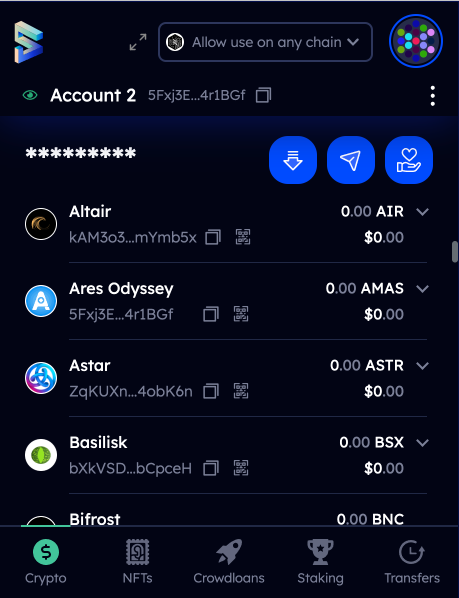 Allow use on any chain
Account 2 5Fxj3E...4r1BGf
*********
Altair 0.00 AIR
kAM3o3...mYmb5x $0.00
Ares Odyssey 0.00 AMAS
5Fxj3E...4r1BGf $0.00
Astar 0.00 ASTR
ZqKUXn...4obK6n $0.00
Basilisk 0.00 BSX
bXkVSD...bCpceH $0.00
Bifrost 0.00 BNC
Crypto NFTs Crowdloans Staking Transfers